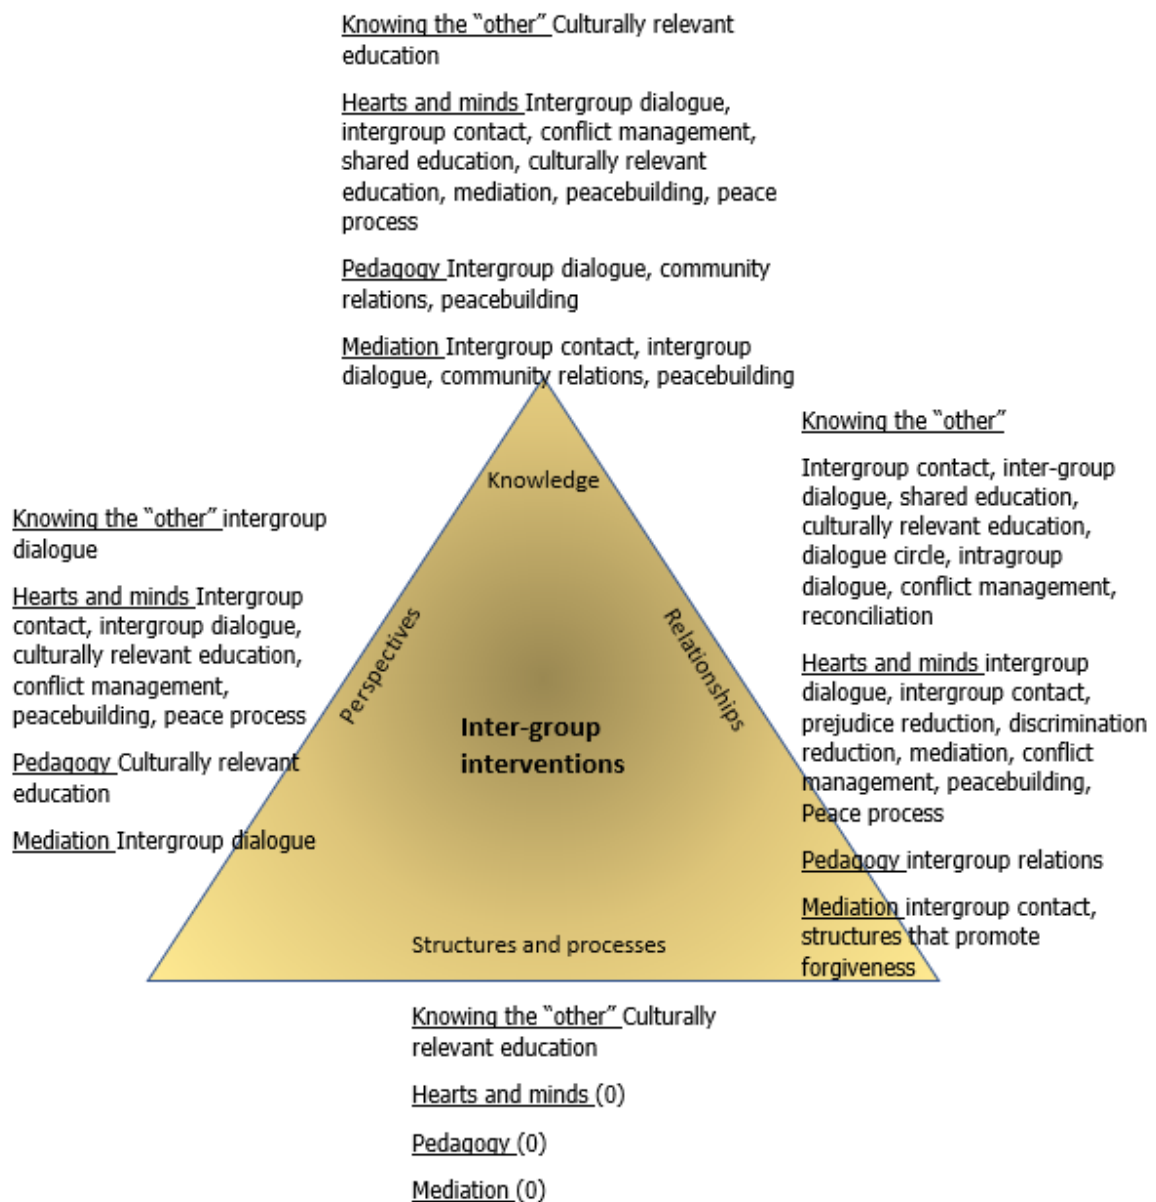 Knowing the “other” Culturally relevant
education
Hearts and minds Intergroup dialogue,
intergroup contact, conflict management,
shared education, culturally relevant
education, mediation, peacebuilding, peace
process
Pedagogy Intergroup dialogue, community
relations, peacebuilding
Mediation Intergroup contact, intergroup
dialogue, community relations, peacebuilding
Knowledge
Knowing the “other” intergroup
dialogue
Hearts and minds Intergroup
contact, intergroup dialogue,
culturally relevant education,
conflict management,
peacebuilding, peace process
Pedagogy Culturally relevant
education
Mediation Intergroup dialogue
Perspectives
Inter-group
interventions
Relationships
Knowing the “other”
Intergroup contact, inter-group
dialogue, shared education,
culturally relevant education,
dialogue circle, intragroup
dialogue, conflict management,
reconciliation
Hearts and minds intergroup
dialogue, intergroup contact,
prejudice reduction, discrimination
reduction, mediation, conflict
management, peacebuilding,
Peace process
Pedagogy intergroup relations
Mediation intergroup contact,
structures that promote
forgiveness
Structures and processes
Knowing the “other” Culturally
relevant education
Hearts and minds (0)
Pedagogy (0)
Mediation (0)